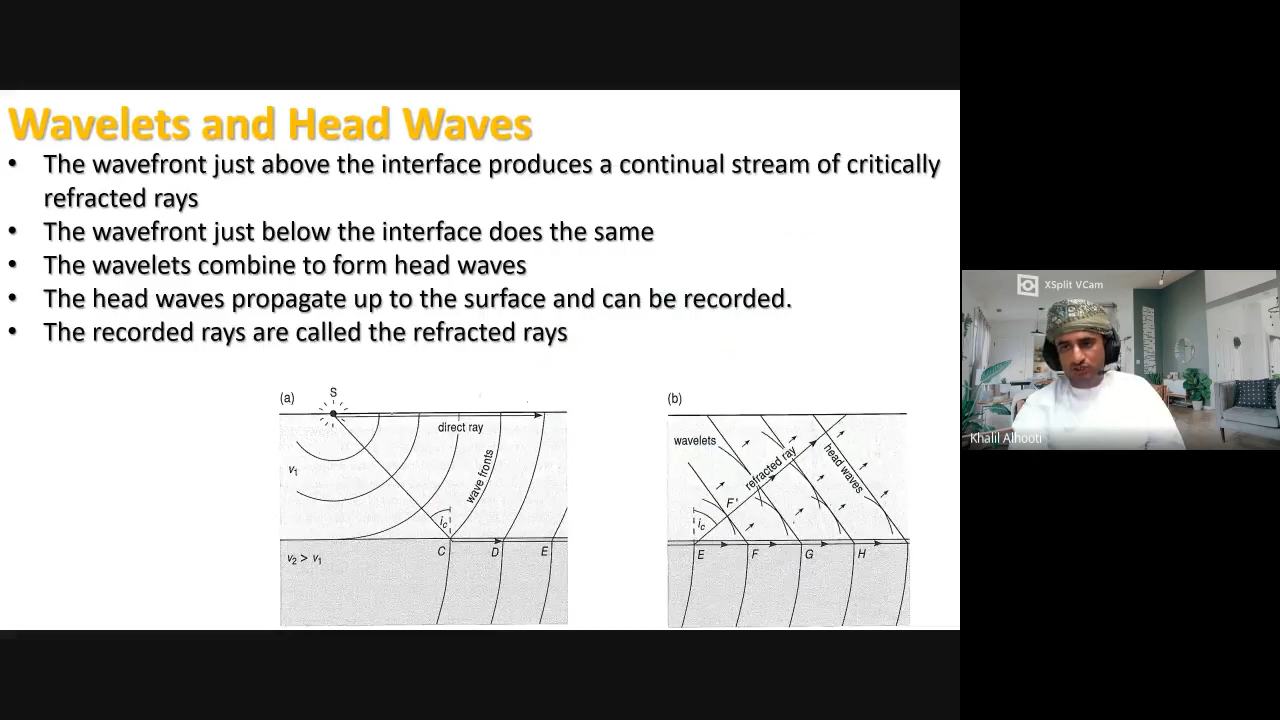 Wavelets and Head Waves
• The wavefront just above the interface produces a continual stream of critically
refracted rays
• The wavefront just below the interface does the same
• The wavelets combine to form head waves
• The head waves propagate up to the surface and can be recorded.
• The recorded rays are called the refracted rays
(a)
S
direct ray
v₁
wave fronts
i꜀
C
D
E
v₂ > v₁
(b)
wavelets
refracted ray
head waves
F'
i꜀
E
F
G
H
XSplit VCam
Khalil Alhooti